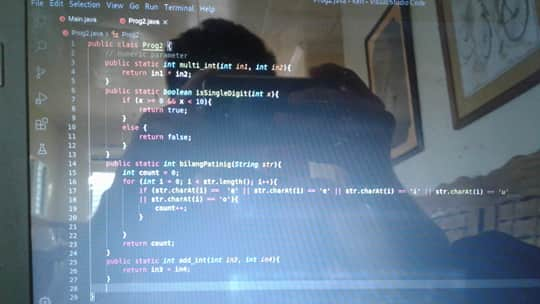 File Edit Selection View Go Run Terminal Help
Prog2.java - Kent - Visual Studio Code
Main.java
Prog2.java X
Prog2.java > Prog2
1 public class Prog2 {
2 // numeric parameter
3 public static int multi_int(int in1, int in2){
4 return in1 * in2;
5 }
6 public static boolean isSingleDigit(int x){
7 if (x >= 0 && x < 10){
8 return true;
9 }
10 else {
11 return false;
12 }
13 }
14 public static int bilangPatinig(String str){
15 int count = 0;
16 for (int i = 0; i < str.length(); i++){
17 if (str.charAt(i) == 'a' || str.charAt(i) == 'e' || str.charAt(i) == 'i' || str.charAt(i) == 'u'
18 || str.charAt(i) == 'o'){
19 count++;
20 }
21
22 }
23 return count;
24 }
25 public static int add_int(int in3, int in4){
26 return in3 + in4;
27 }
28
29 }